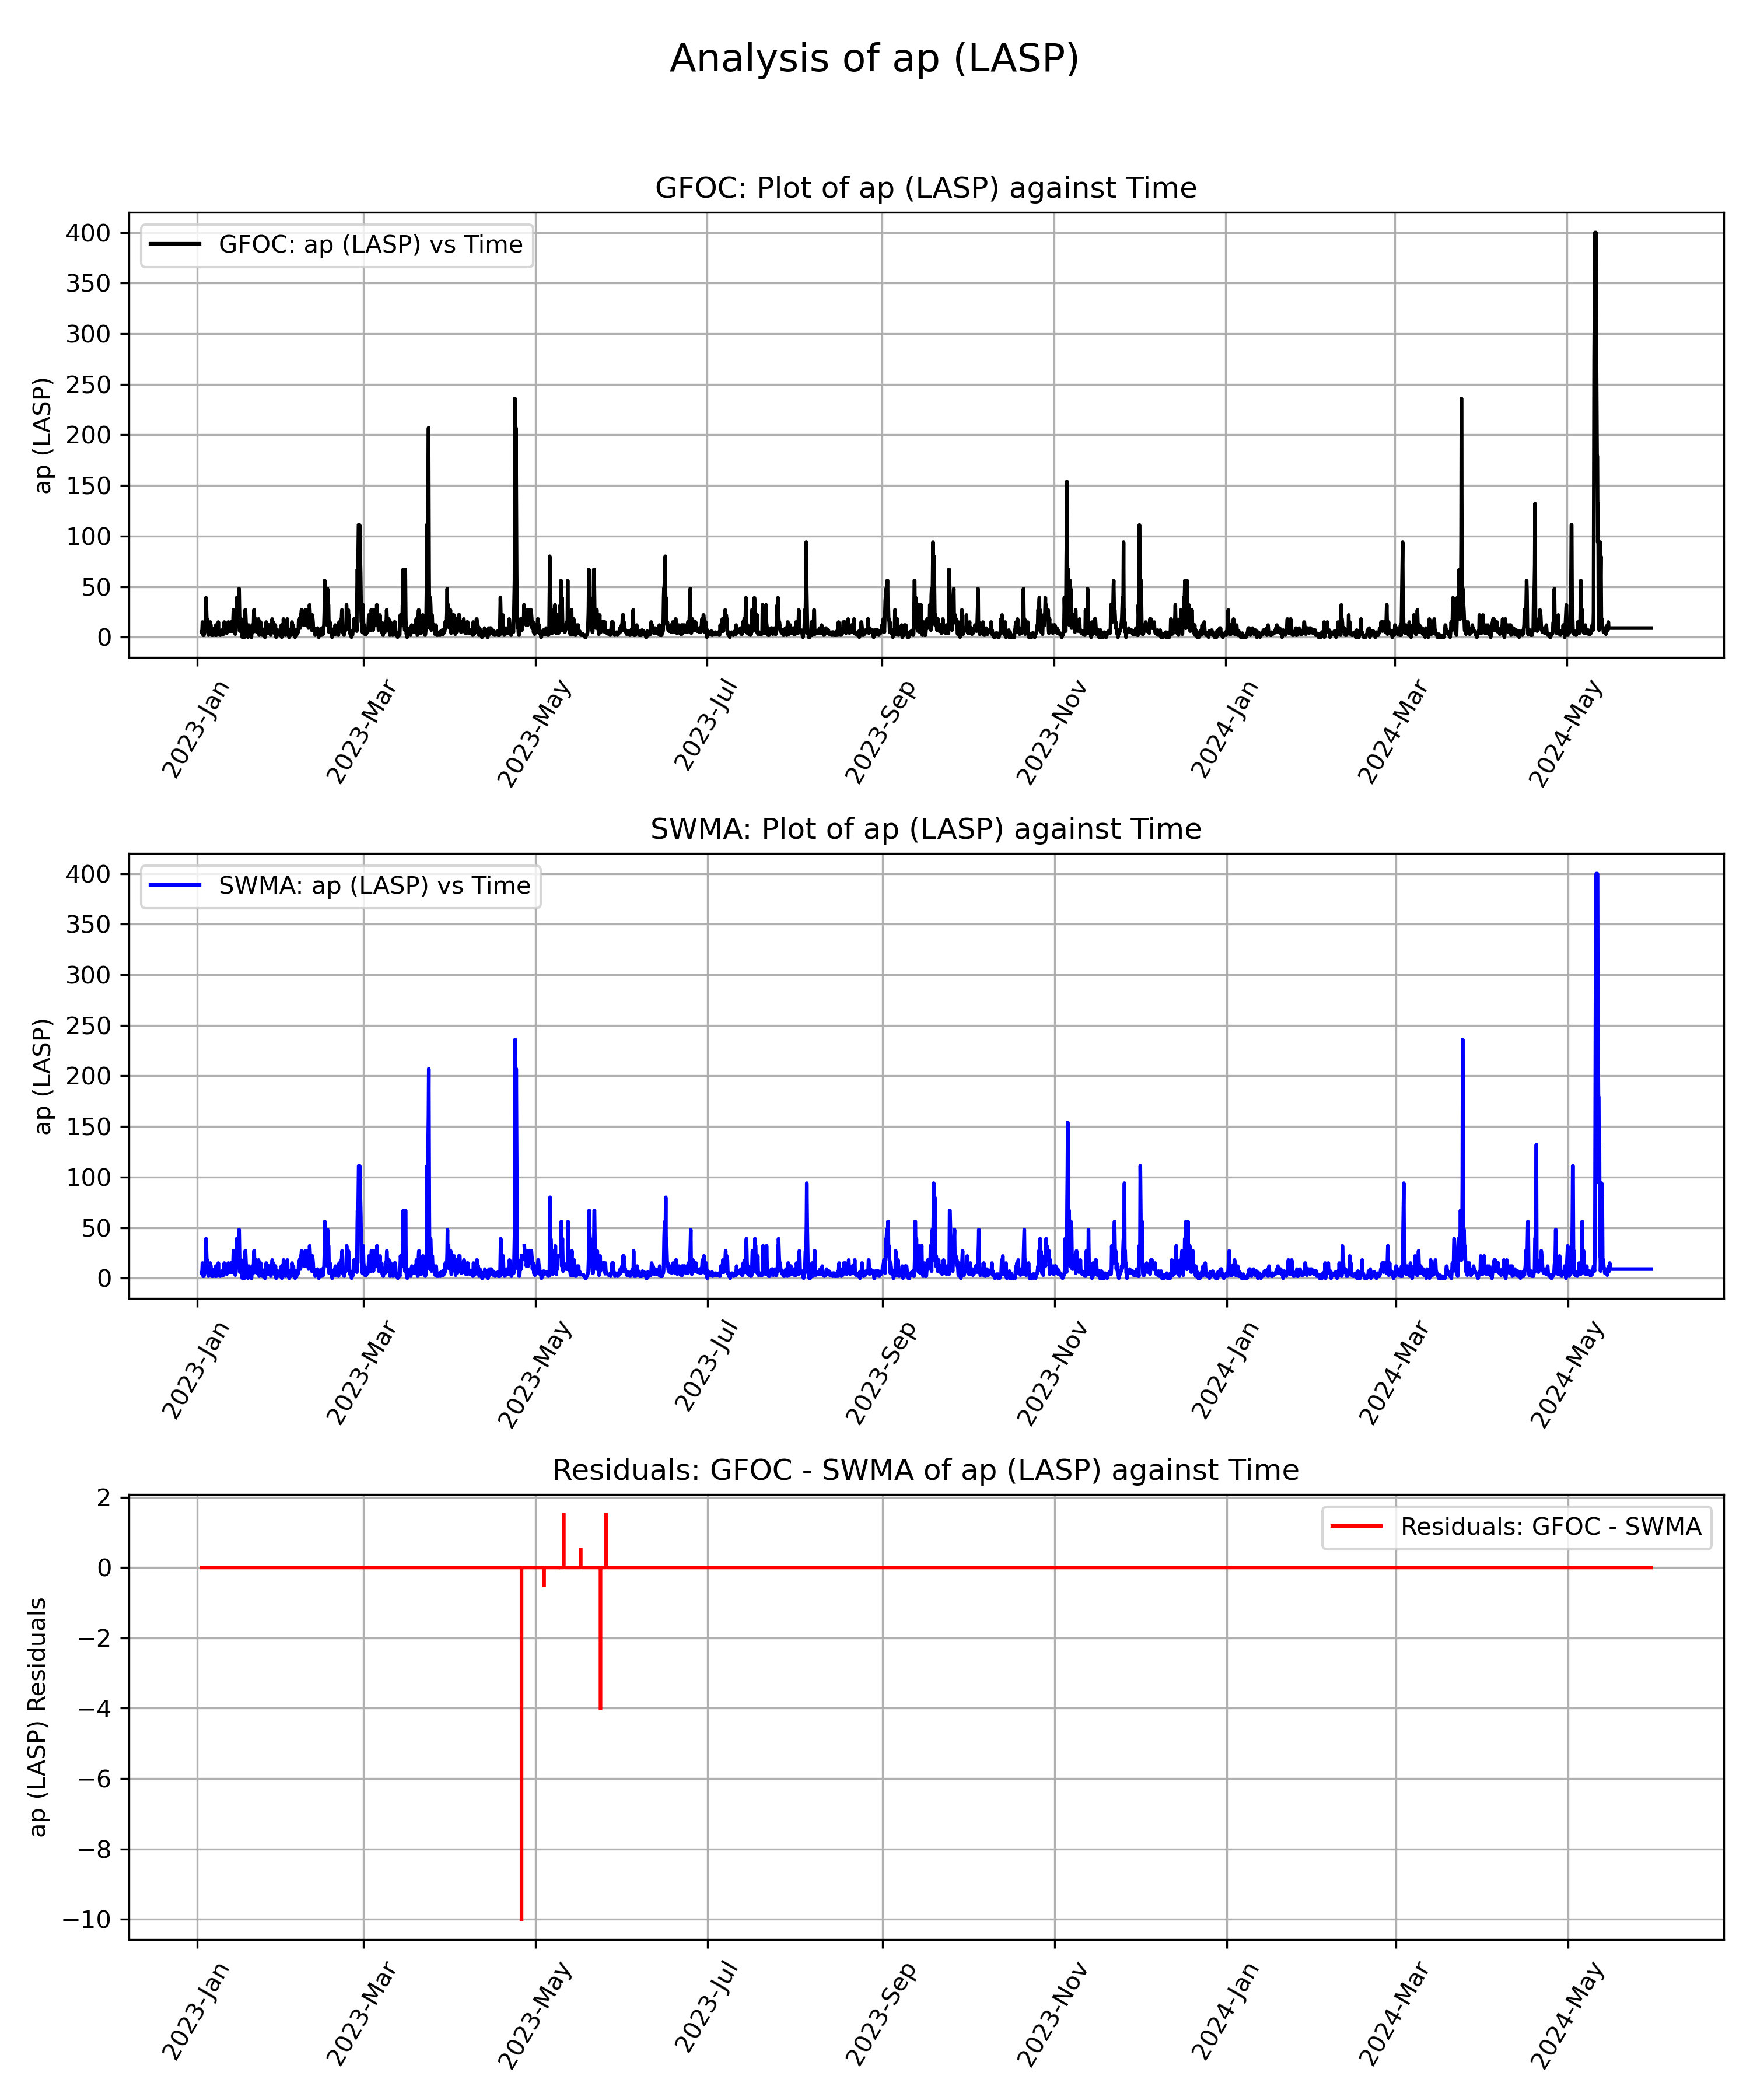 Analysis of ap (LASP)
GFOC: Plot of ap (LASP) against Time
GFOC: ap (LASP) vs Time
ap (LASP)
400
350
300
250
200
150
100
50
0
2023-Jan
2023-Mar
2023-May
2023-Jul
2023-Sep
2023-Nov
2024-Jan
2024-Mar
2024-May
SWMA: Plot of ap (LASP) against Time
SWMA: ap (LASP) vs Time
ap (LASP)
400
350
300
250
200
150
100
50
0
2023-Jan
2023-Mar
2023-May
2023-Jul
2023-Sep
2023-Nov
2024-Jan
2024-Mar
2024-May
Residuals: GFOC - SWMA of ap (LASP) against Time
Residuals: GFOC - SWMA
ap (LASP) Residuals
2
0
−2
−4
−6
−8
−10
2023-Jan
2023-Mar
2023-May
2023-Jul
2023-Sep
2023-Nov
2024-Jan
2024-Mar
2024-May